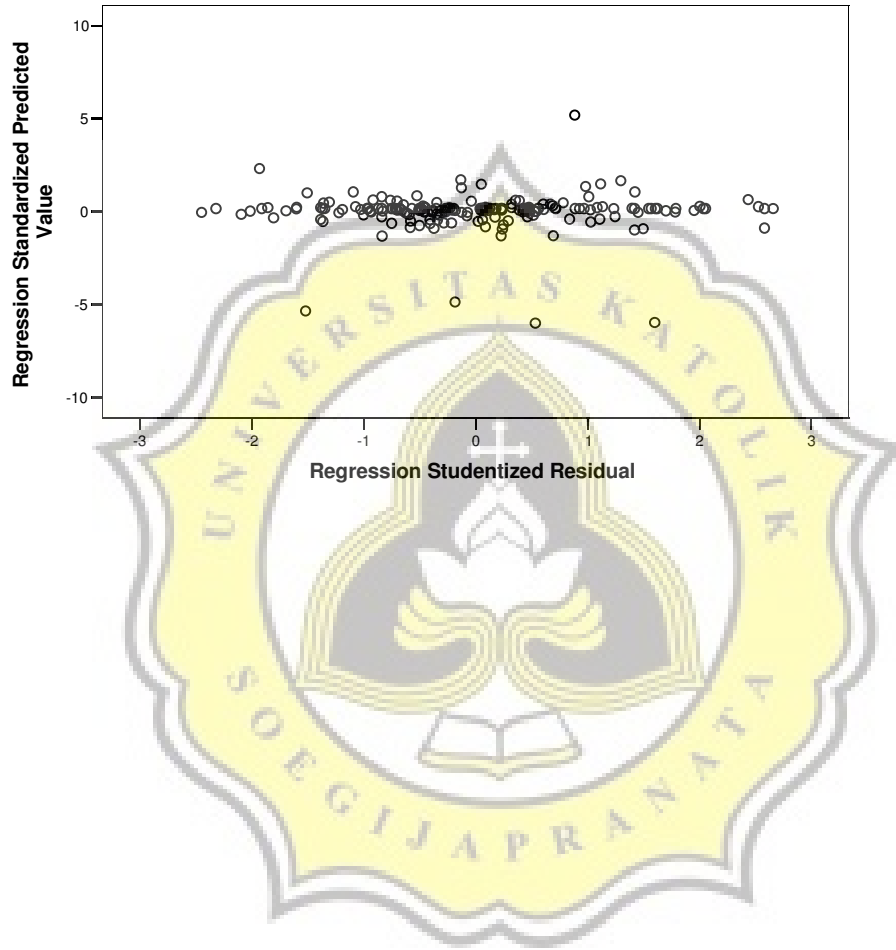 10
5
0
-5
-10
Regression Standardized Predicted
Value
-3 -2 -1 0 1 2 3
Regression Studentized Residual
UNIVERSITAS KATOLIK
SOEGIJAPRANATA